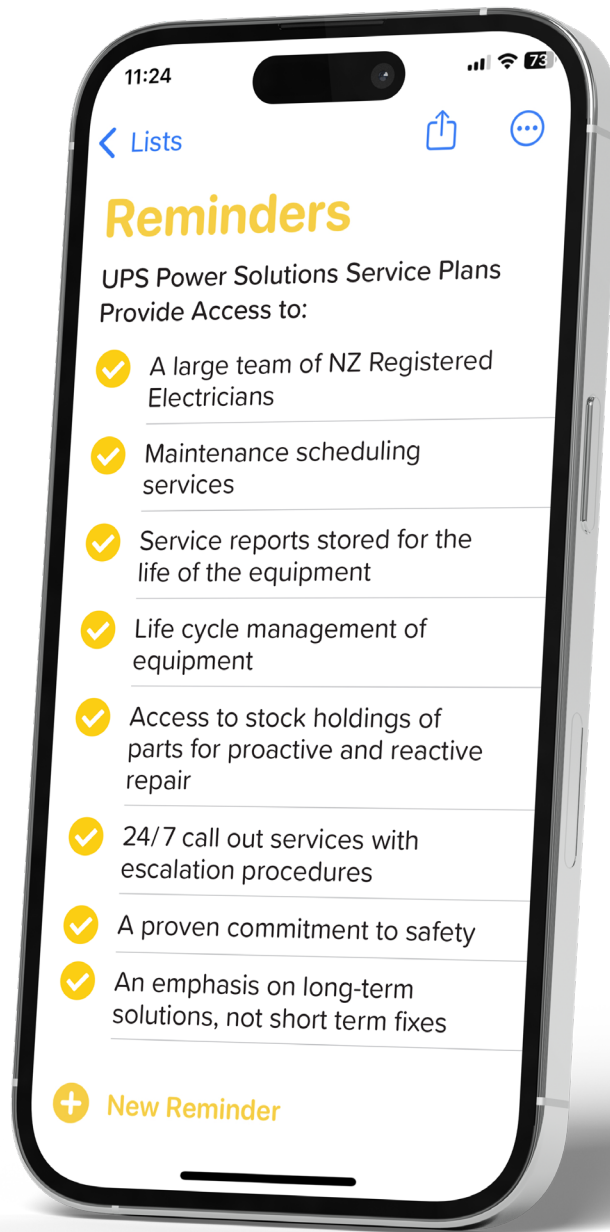 11:24
73
Lists
Reminders
UPS Power Solutions Service Plans
Provide Access to:
A large team of NZ Registered
Electricians
Maintenance scheduling
services
Service reports stored for the
life of the equipment
Life cycle management of
equipment
Access to stock holdings of
parts for proactive and reactive
repair
24/7 call out services with
escalation procedures
A proven commitment to safety
An emphasis on long-term
solutions, not short term fixes
New Reminder